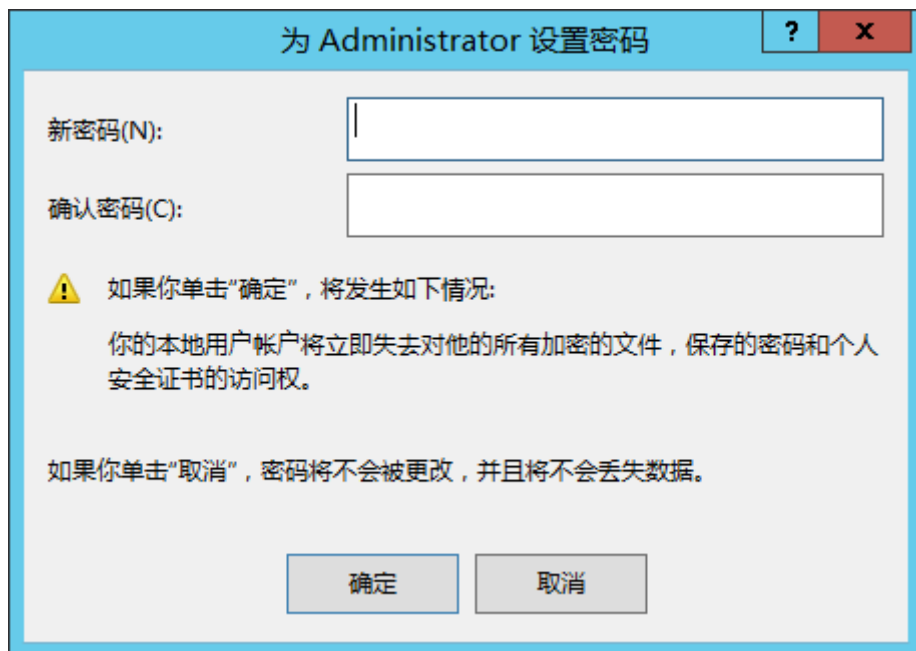 为 Administrator 设置密码
?
x
新密码(N):
确认密码(C):
如果你单击“确定”，将发生如下情况:
你的本地用户帐户将立即失去对他的所有加密的文件，保存的密码和个人
安全证书的访问权。
如果你单击“取消”，密码将不会被更改，并且将不会丢失数据。
确定
取消